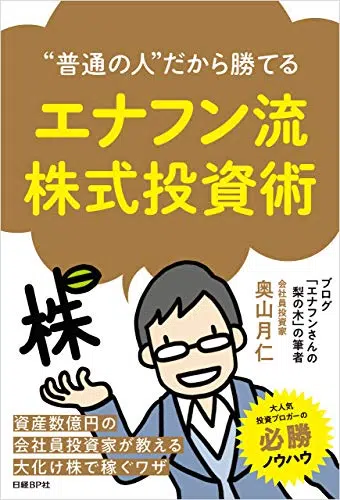 “普通の人”だから勝てる
エナフン流
株式投資術
ブログ
「エナフンさんの
梨の木」の筆者
会社員投資家
奥山月仁
株
資産数億円の
会社員投資家が教える
大化け株で稼ぐワザ
大人気
投資ブロガーの
必勝
ノウハウ
日経BP社